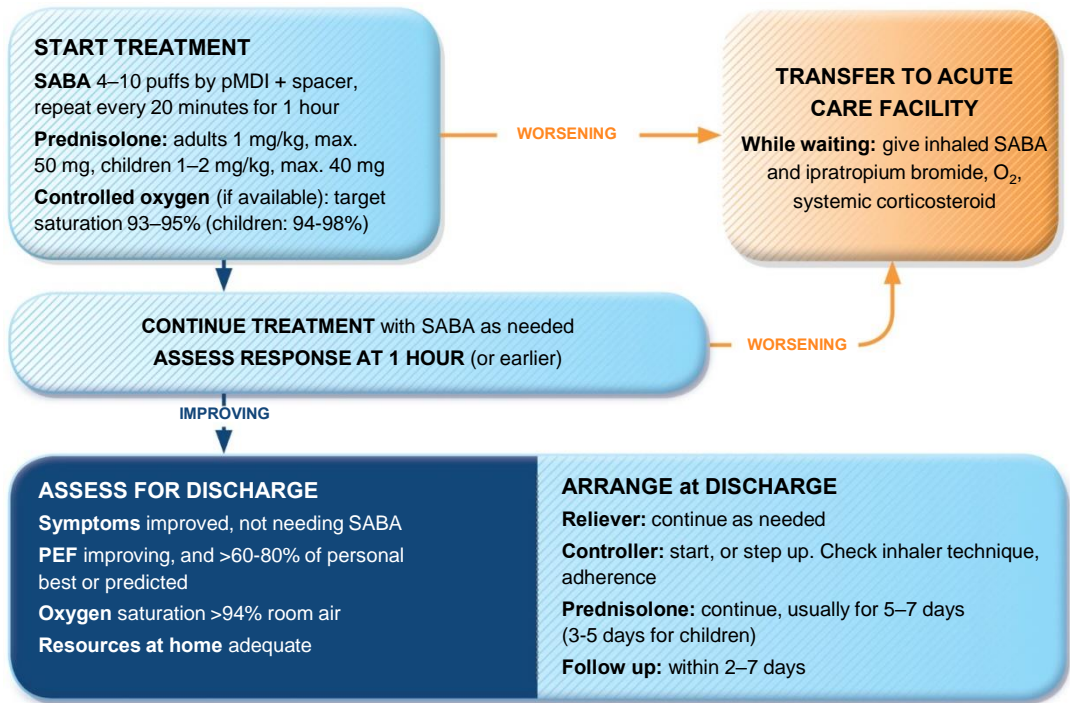 START TREATMENT
SABA 4–10 puffs by pMDI + spacer,
repeat every 20 minutes for 1 hour
Prednisolone: adults 1 mg/kg, max.
50 mg, children 1–2 mg/kg, max. 40 mg
Controlled oxygen (if available): target
saturation 93–95% (children: 94-98%)
WORSENING
TRANSFER TO ACUTE
CARE FACILITY
While waiting: give inhaled SABA
and ipratropium bromide, O₂,
systemic corticosteroid
CONTINUE TREATMENT with SABA as needed
ASSESS RESPONSE AT 1 HOUR (or earlier)
WORSENING
IMPROVING
ASSESS FOR DISCHARGE
Symptoms improved, not needing SABA
PEF improving, and >60-80% of personal
best or predicted
Oxygen saturation >94% room air
Resources at home adequate
ARRANGE at DISCHARGE
Reliever: continue as needed
Controller: start, or step up. Check inhaler technique,
adherence
Prednisolone: continue, usually for 5–7 days
(3-5 days for children)
Follow up: within 2–7 days